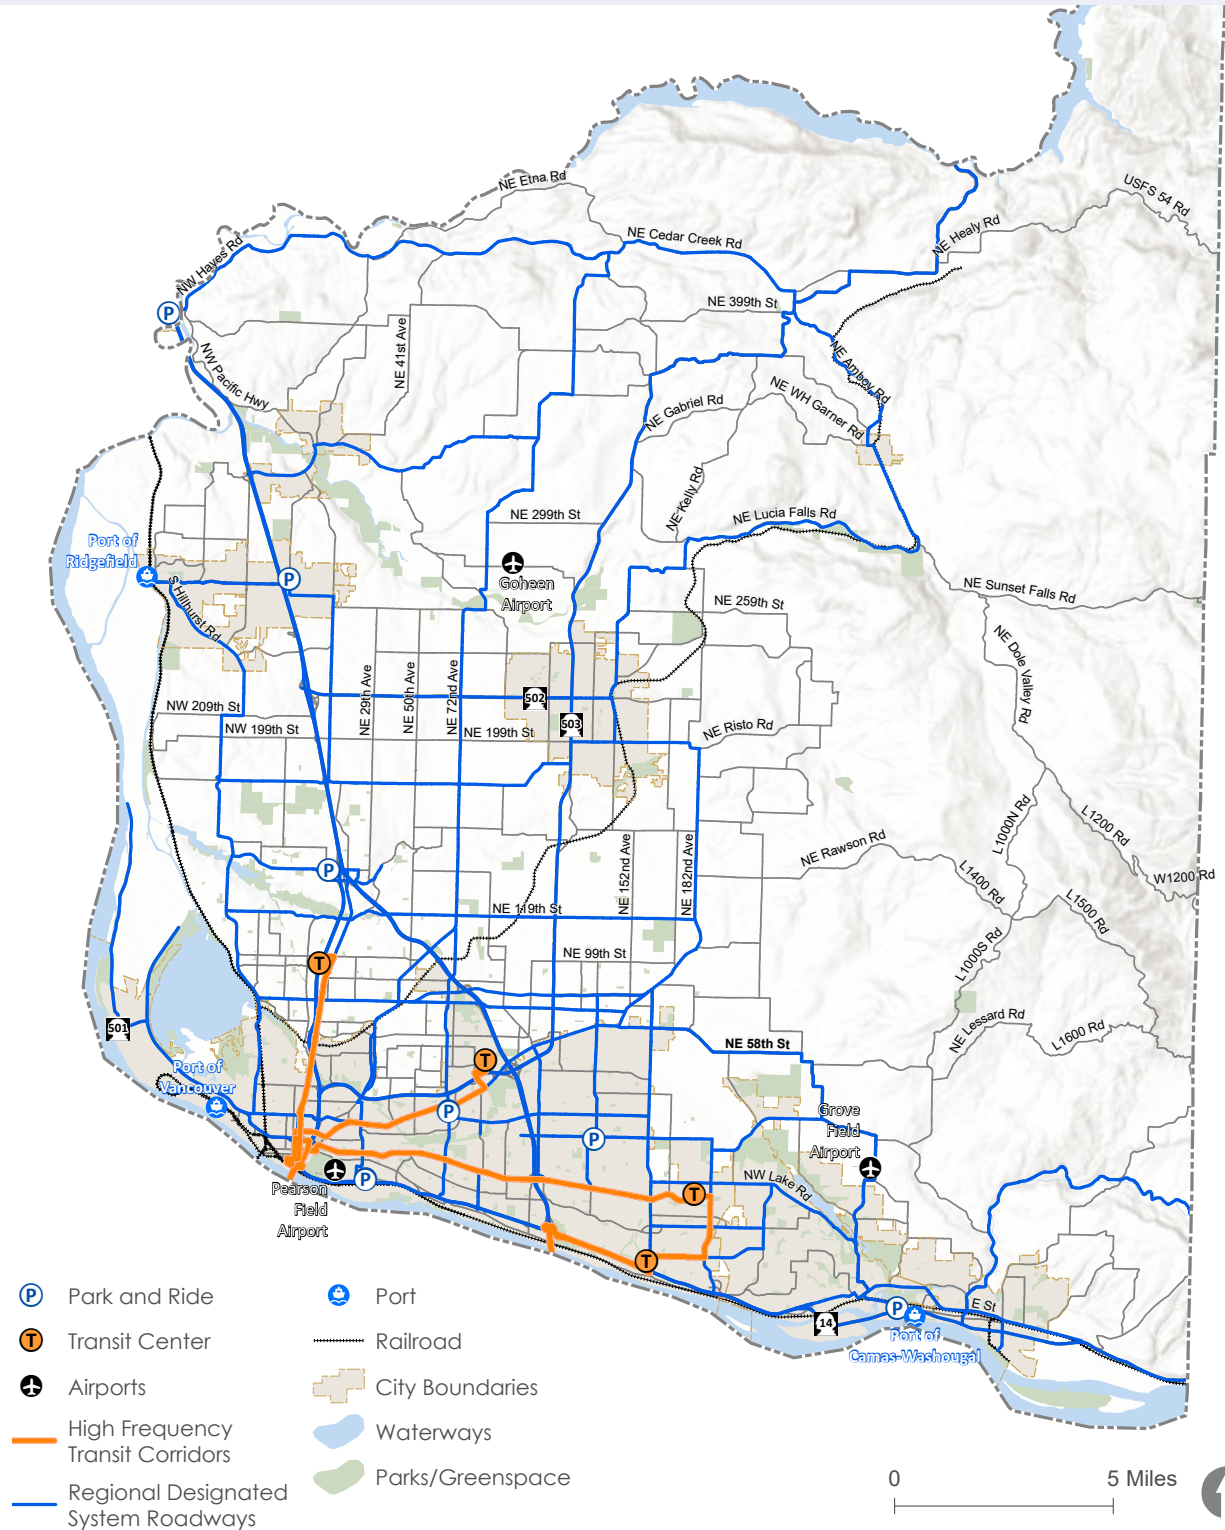 USFS 54 Rd
NE Etna Rd
NE Healy Rd
NE Cedar Creek Rd
NW Hayes Rd
P
NE 399th St
NE 41st Ave
NW Pacific Hwy
NE Amboy Rd
NE WH Garner Rd
NE Gabriel Rd
NE Kelly Rd
NE 299th St
NE Lucia Falls Rd
Port of
Ridgefield
P
Goheen
Airport
S Hillhurst Rd
NE Sunset Falls Rd
NE 259th St
NE Dole Valley Rd
NE 29th Ave
NE 50th Ave
NE 72nd Ave
502
503
NW 209th St
NW 199th St
NE 199th St
NE Risto Rd
L1000N Rd
L1200 Rd
NE Rawson Rd
NE 152nd Ave
NE 182nd Ave
P
L1400 Rd
W1200 Rd
L1500 Rd
NE 119th St
NE 99th St
L1000S Rd
T
501
NE Lessard Rd
L1600 Rd
NE 58th St
T
Port of
Vancouver
P
P
Grove
Field
Airport
P
Pearson
Field
Airport
T
NW Lake Rd
T
E St
P
14
Port of
Camas-Washougal
P Park and Ride
Port
T Transit Center
Railroad
Airports
City Boundaries
High Frequency
Transit Corridors
Waterways
Parks/Greenspace
Regional Designated
System Roadways
0 5 Miles